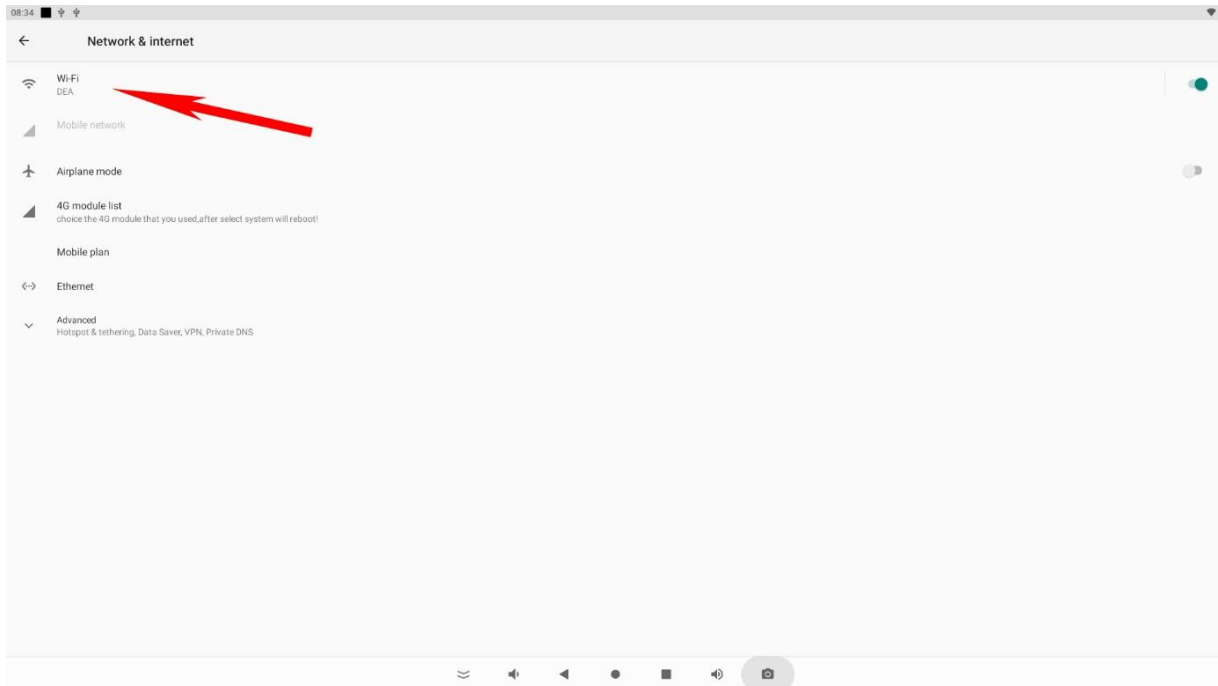 08:34
Network & internet
Wi-Fi
DEA
Mobile network
Airplane mode
4G module list
choice the 4G module that you used,after select system will reboot!
Mobile plan
Ethernet
Advanced
Hotspot & tethering, Data Saver, VPN, Private DNS